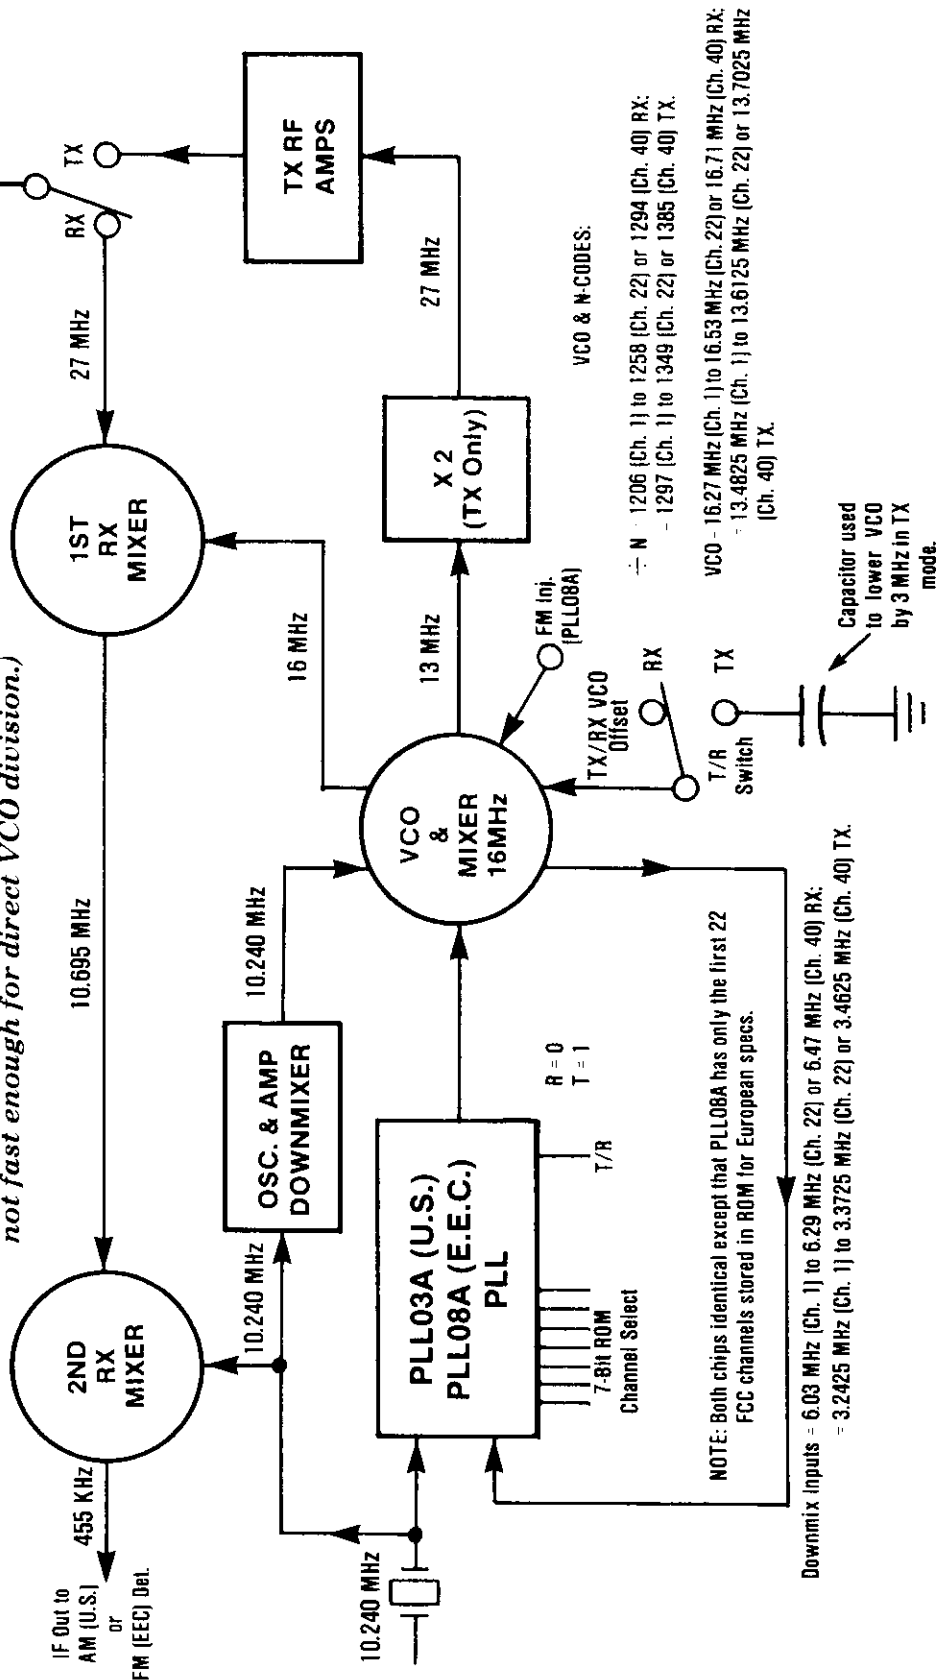 not fast enough for direct VCO division.)
RX
TX
27 MHz
TX RF
AMPS
1ST
RX
MIXER
10.695 MHz
2ND
RX
MIXER
455 KHz
IF Out to
AM (U.S.)
or
FM (EEC) Det.
16 MHz
27 MHz
X 2
(TX Only)
13 MHz
10.240 MHz
OSC. & AMP
DOWNMIXER
10.240 MHz
VCO
&
MIXER
16MHz
FM Inj.
(PLL08A)
10.240 MHz
PLL03A (U.S.)
PLL08A (E.E.C.)
PLL
R = 0
T = 1
T/R
7-Bit ROM
Channel Select
TX/RX VCO
Offset
RX
TX
T/R
Switch
Capacitor used
to lower VCO
by 3 MHz in TX
mode.
VCO & N-CODES:
÷ N - 1206 (Ch. 1) to 1258 (Ch. 22) or 1294 (Ch. 40) RX;
- 1297 (Ch. 1) to 1349 (Ch. 22) or 1385 (Ch. 40) TX.
VCO - 16.27 MHz (Ch. 1) to 16.53 MHz (Ch. 22) or 16.71 MHz (Ch. 40) RX;
= 13.4825 MHz (Ch. 1) to 13.6125 MHz (Ch. 22) or 13.7025 MHz
(Ch. 40) TX.
NOTE: Both chips identical except that PLL08A has only the first 22
FCC channels stored in ROM for European specs.
Downmix Inputs = 6.03 MHz (Ch. 1) to 6.29 MHz (Ch. 22) or 6.47 MHz (Ch. 40) RX;
= 3.2425 MHz (Ch. 1) to 3.3725 MHz (Ch. 22) or 3.4625 MHz (Ch. 40) TX.